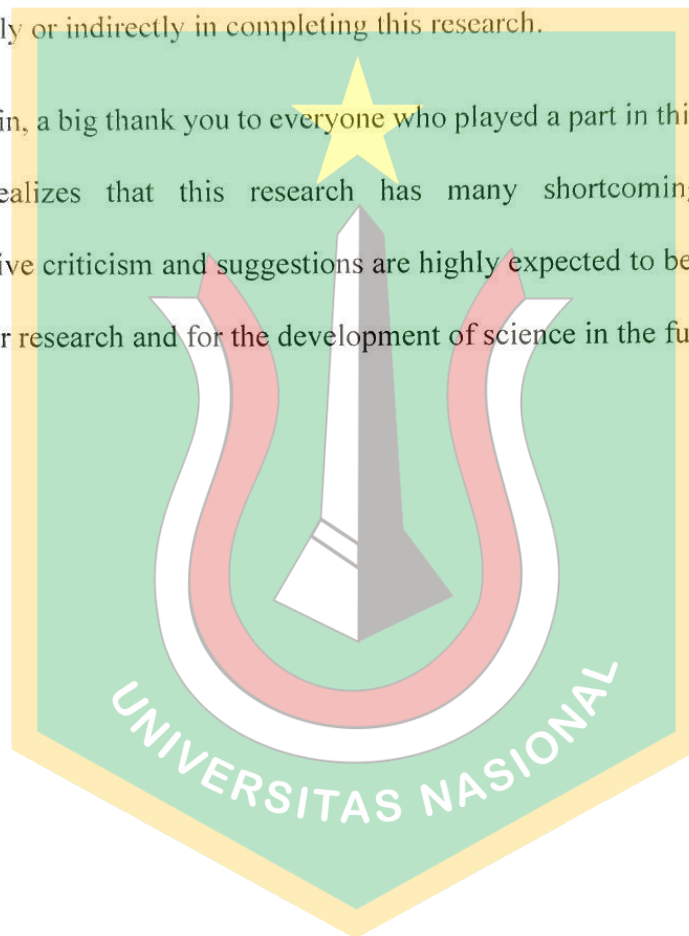 ly or indirectly in completing this research.
in, a big thank you to everyone who played a part in thi
ealizes that this research has many shortcoming
ive criticism and suggestions are highly expected to be
r research and for the development of science in the fu
UNIVERSITAS NASIONAL